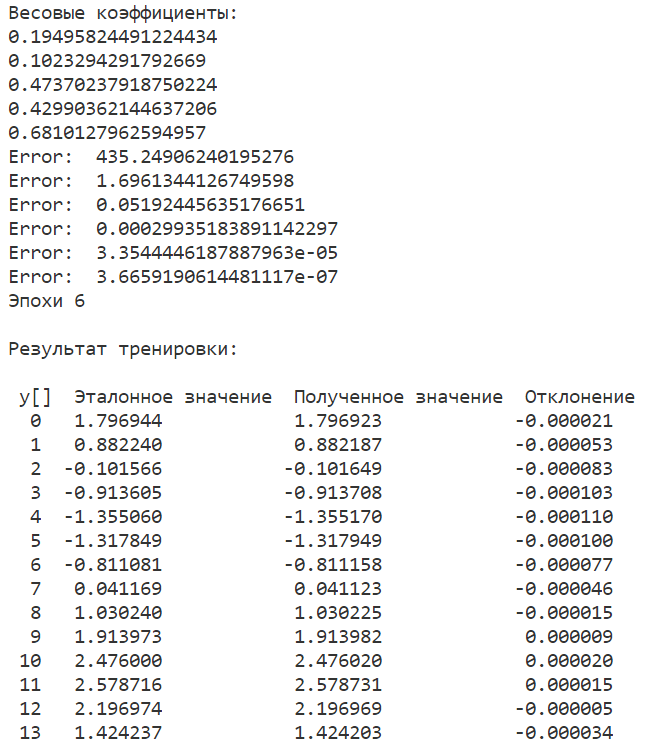 Весовые коэффициенты:
0.19495824491224434
0.1023294291792669
0.47370237918750224
0.42990362144637206
0.6810127962594957
Error:  435.24906240195276
Error:  1.6961344126749598
Error:  0.05192445635176651
Error:  0.00029935183891142297
Error:  3.3544446187887963e-05
Error:  3.6659190614481117e-07
Эпохи 6
Результат тренировки:
y[]  Эталонное значение  Полученное значение  Отклонение
0   1.796944            1.796923            -0.000021
1   0.882240            0.882187            -0.000053
2  -0.101566           -0.101649            -0.000083
3  -0.913605           -0.913708            -0.000103
4  -1.355060           -1.355170            -0.000110
5  -1.317849           -1.317949            -0.000100
6  -0.811081           -0.811158            -0.000077
7   0.041169            0.041123            -0.000046
8   1.030240            1.030225            -0.000015
9   1.913973            1.913982             0.000009
10   2.476000            2.476020             0.000020
11   2.578716            2.578731             0.000015
12   2.196974            2.196969            -0.000005
13   1.424237            1.424203            -0.000034